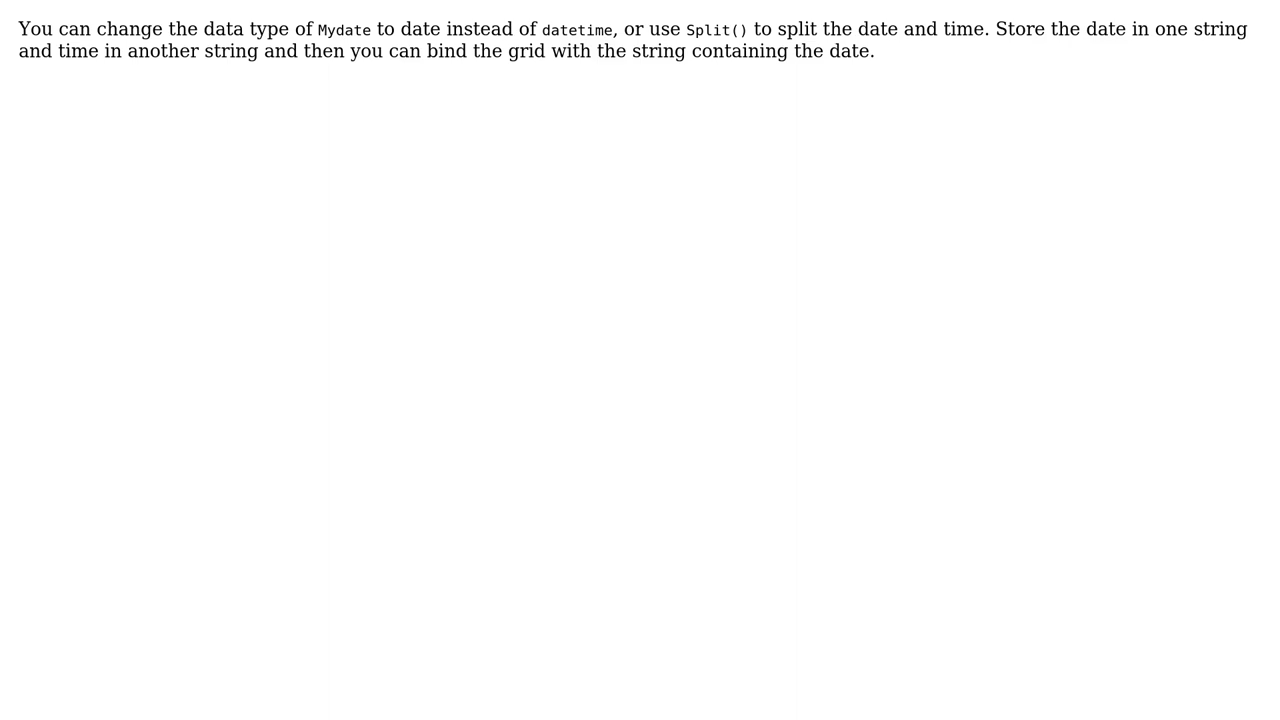 You can change the data type of Mydate to date instead of datetime, or use Split() to split the date and time. Store the date in one string
and time in another string and then you can bind the grid with the string containing the date.